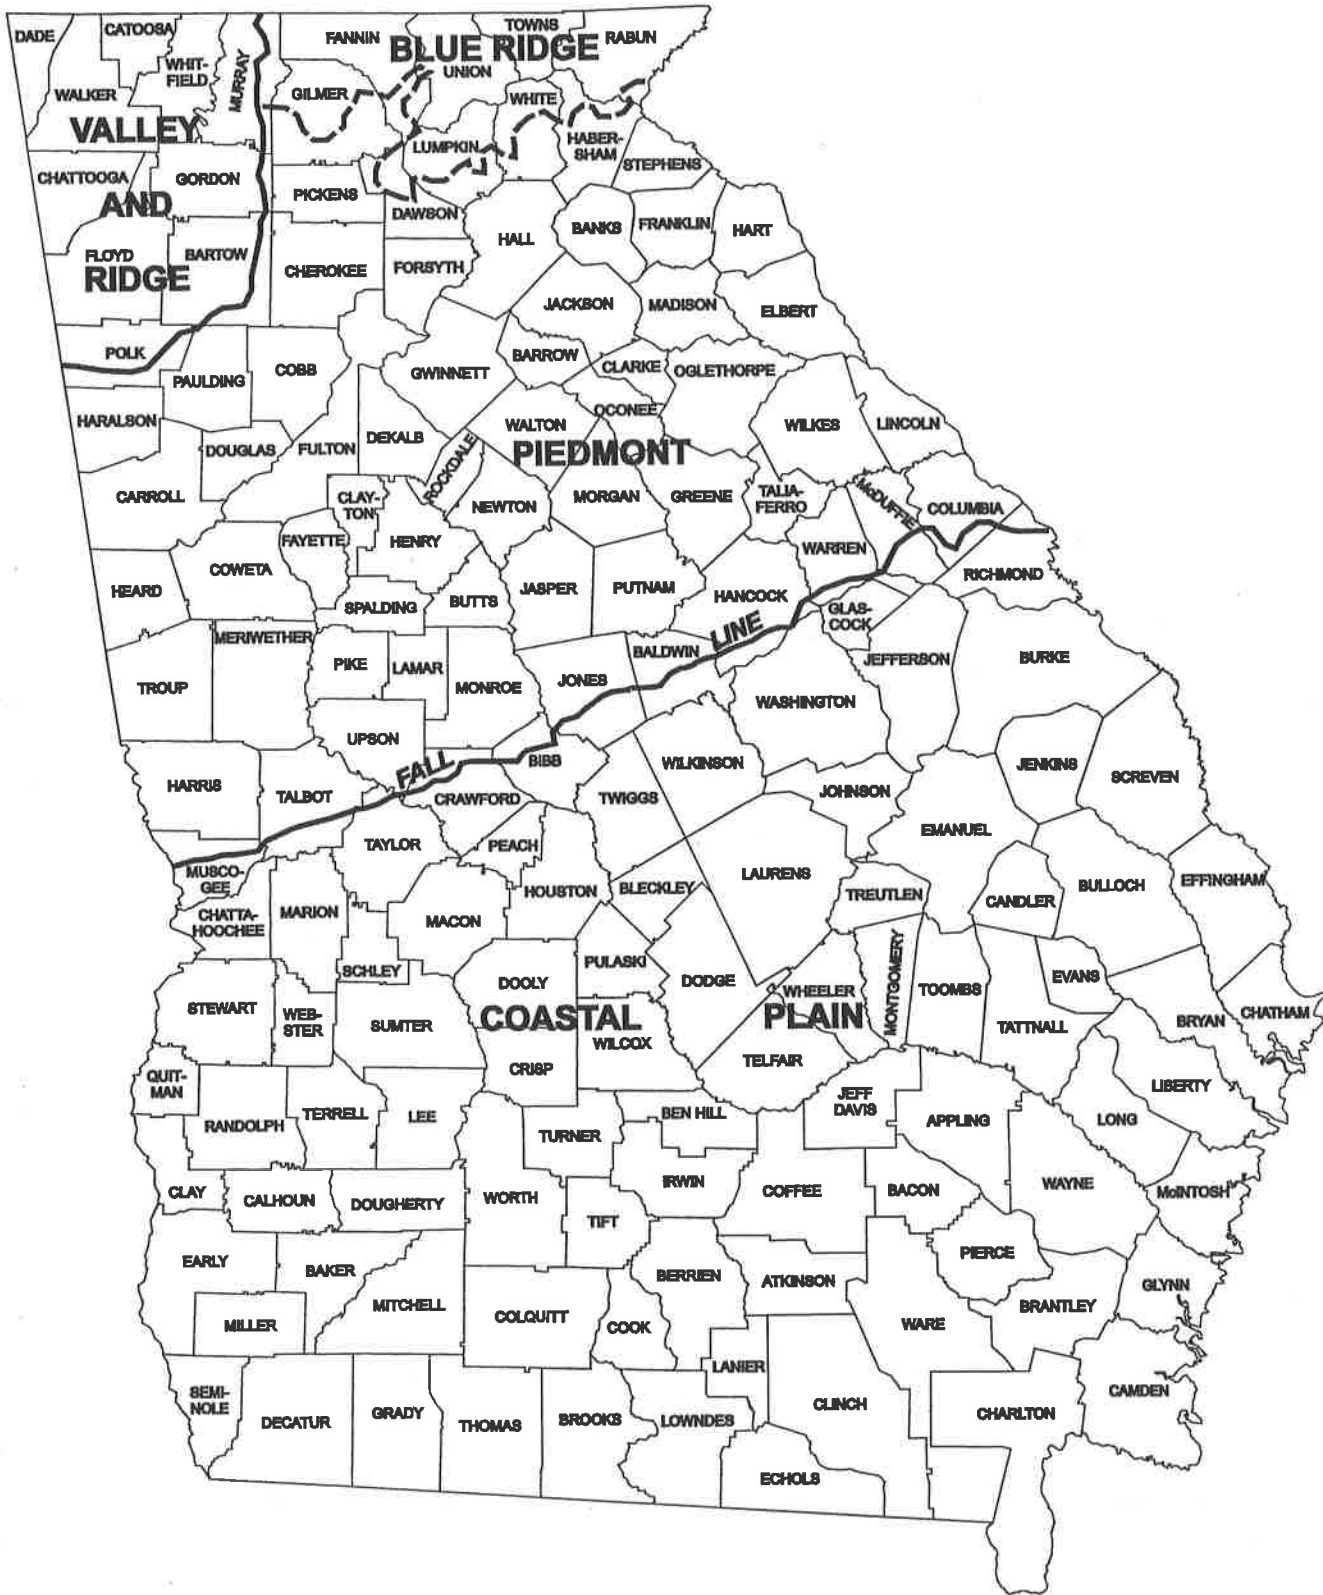 DADE
CATOOSA
WHIT-
FIELD
MURRAY
FANNIN
TOWNS
RABUN
BLUE RIDGE
UNION
WALKER
GILMER
WHITE
VALLEY
LUMPKIN
HABER-
SHAM
STEPHENS
CHATTOOGA
GORDON
PICKENS
AND
DAWSON
HALL
BANKS
FRANKLIN
HART
FLOYD
BARTOW
RIDGE
CHEROKEE
FORSYTH
JACKSON
MADISON
ELBERT
POLK
PAULDING
COBB
GWINNETT
BARROW
CLARKE
OGLETHORPE
HARALSON
DOUGLAS
FULTON
DEKALB
ROCKDALE
WALTON
OCONEE
WILKES
LINCOLN
PIEDMONT
CARROLL
CLAY-
TON
NEWTON
MORGAN
GREENE
TALIA-
FERRO
McDUFFIE
COLUMBIA
FAYETTE
HENRY
WARREN
HEARD
COWETA
SPALDING
BUTTS
JASPER
PUTNAM
HANCOCK
GLAS-
COCK
RICHMOND
MERIWETHER
PIKE
LAMAR
MONROE
JONES
BALDWIN
LINE
JEFFERSON
BURKE
TROUP
UPSON
WASHINGTON
HARRIS
TALBOT
FALL
BIBB
WILKINSON
JENKINS
SCREVEN
CRAWFORD
TWIGGS
JOHNSON
EMANUEL
MUSCO-
GEE
TAYLOR
PEACH
HOUSTON
BLECKLEY
LAURENS
TREUTLEN
CANDLER
BULLOCH
EFFINGHAM
CHATTA-
HOOCHEE
MARION
MACON
SCHLEY
DOOLY
PULASKI
DODGE
WHEELER
MONTGOMERY
TOOMBS
EVANS
STEWART
WEB-
STER
SUMTER
COASTAL
PLAIN
WILCOX
TATTNALL
BRYAN
CHATHAM
QUIT-
MAN
CRISP
TELFAIR
LIBERTY
RANDOLPH
TERRELL
LEE
TURNER
BEN HILL
JEFF
DAVIS
APPLING
LONG
CLAY
CALHOUN
DOUGHERTY
WORTH
TIFT
IRWIN
COFFEE
BACON
WAYNE
McINTOSH
EARLY
BAKER
MITCHELL
BERRIEN
ATKINSON
PIERCE
GLYNN
MILLER
COLQUITT
COOK
WARE
BRANTLEY
SEMI-
NOLE
DECATUR
GRADY
THOMAS
BROOKS
LANIER
LOWNDES
CLINCH
CHARLTON
CAMDEN
ECHOLS